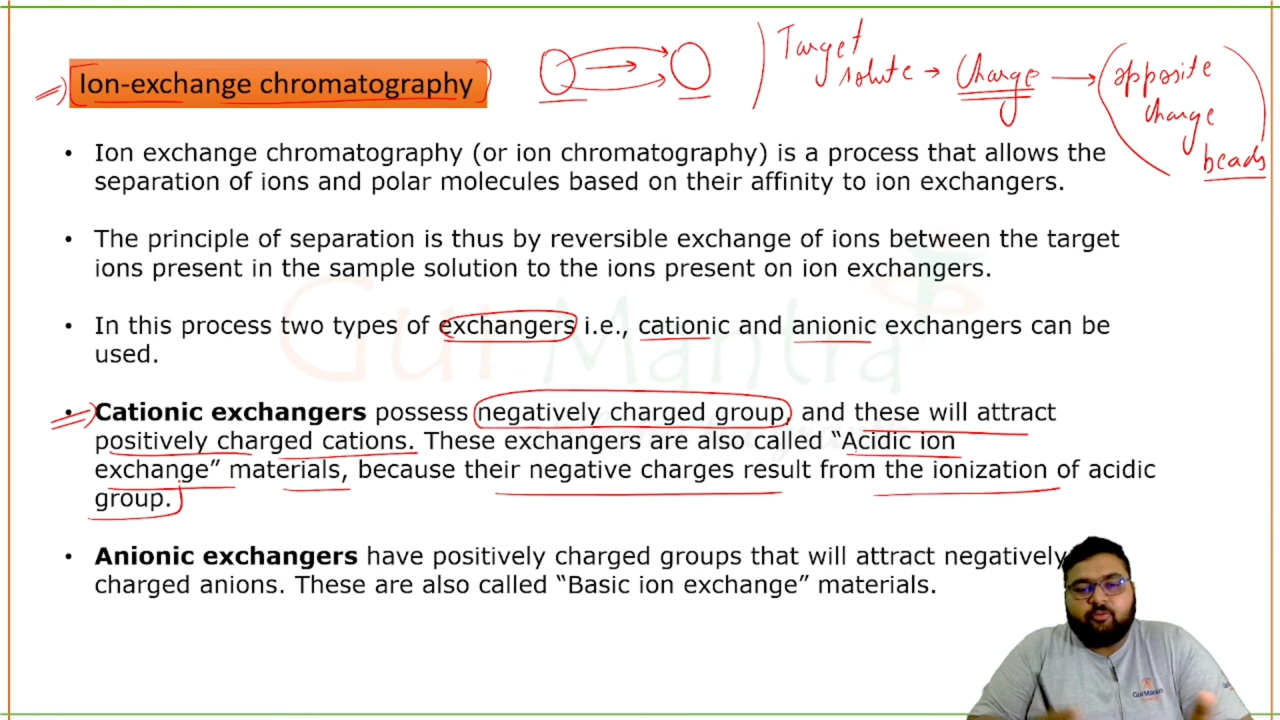 Ion-exchange chromatography
Target
solute → Charge → opposite
charge
beads
• Ion exchange chromatography (or ion chromatography) is a process that allows the
separation of ions and polar molecules based on their affinity to ion exchangers.
• The principle of separation is thus by reversible exchange of ions between the target
ions present in the sample solution to the ions present on ion exchangers.
• In this process two types of exchangers i.e., cationic and anionic exchangers can be
used.
• Cationic exchangers possess negatively charged group, and these will attract
positively charged cations. These exchangers are also called “Acidic ion
exchange” materials, because their negative charges result from the ionization of acidic
group.
• Anionic exchangers have positively charged groups that will attract negatively
charged anions. These are also called “Basic ion exchange” materials.
Gur Mantra
GurMantra